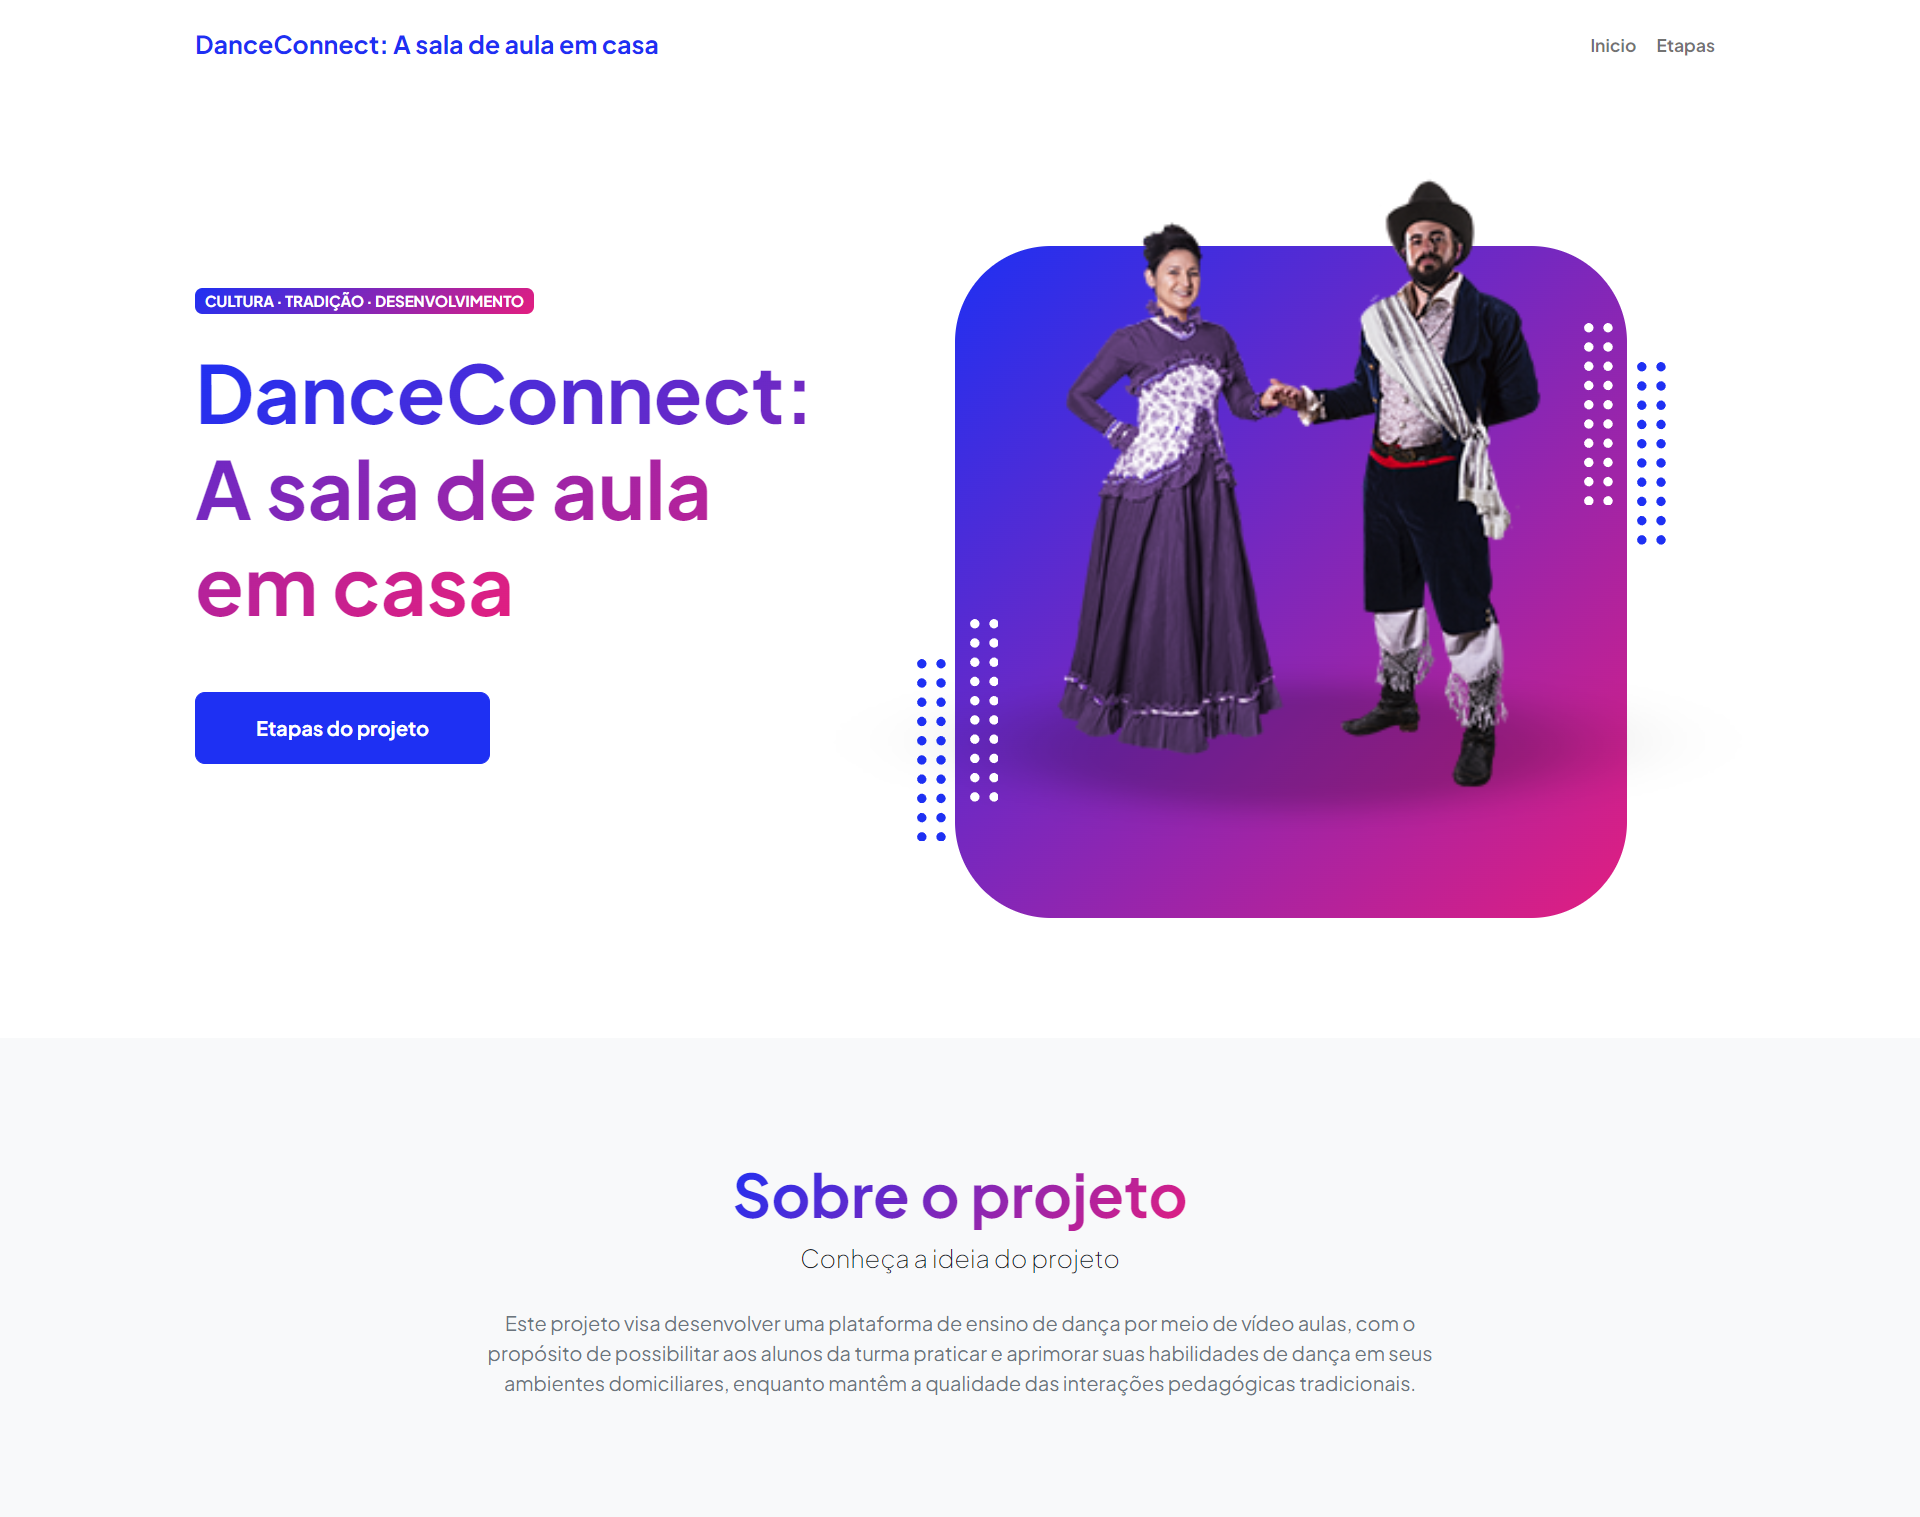 DanceConnect: A sala de aula em casa
Inicio Etapas
CULTURA · TRADIÇÃO · DESENVOLVIMENTO
DanceConnect:
A sala de aula
em casa
Etapas do projeto
Sobre o projeto
Conheça a ideia do projeto
Este projeto visa desenvolver uma plataforma de ensino de dança por meio de vídeo aulas, com o
propósito de possibilitar aos alunos da turma praticar e aprimorar suas habilidades de dança em seus
ambientes domiciliares, enquanto mantêm a qualidade das interações pedagógicas tradicionais.